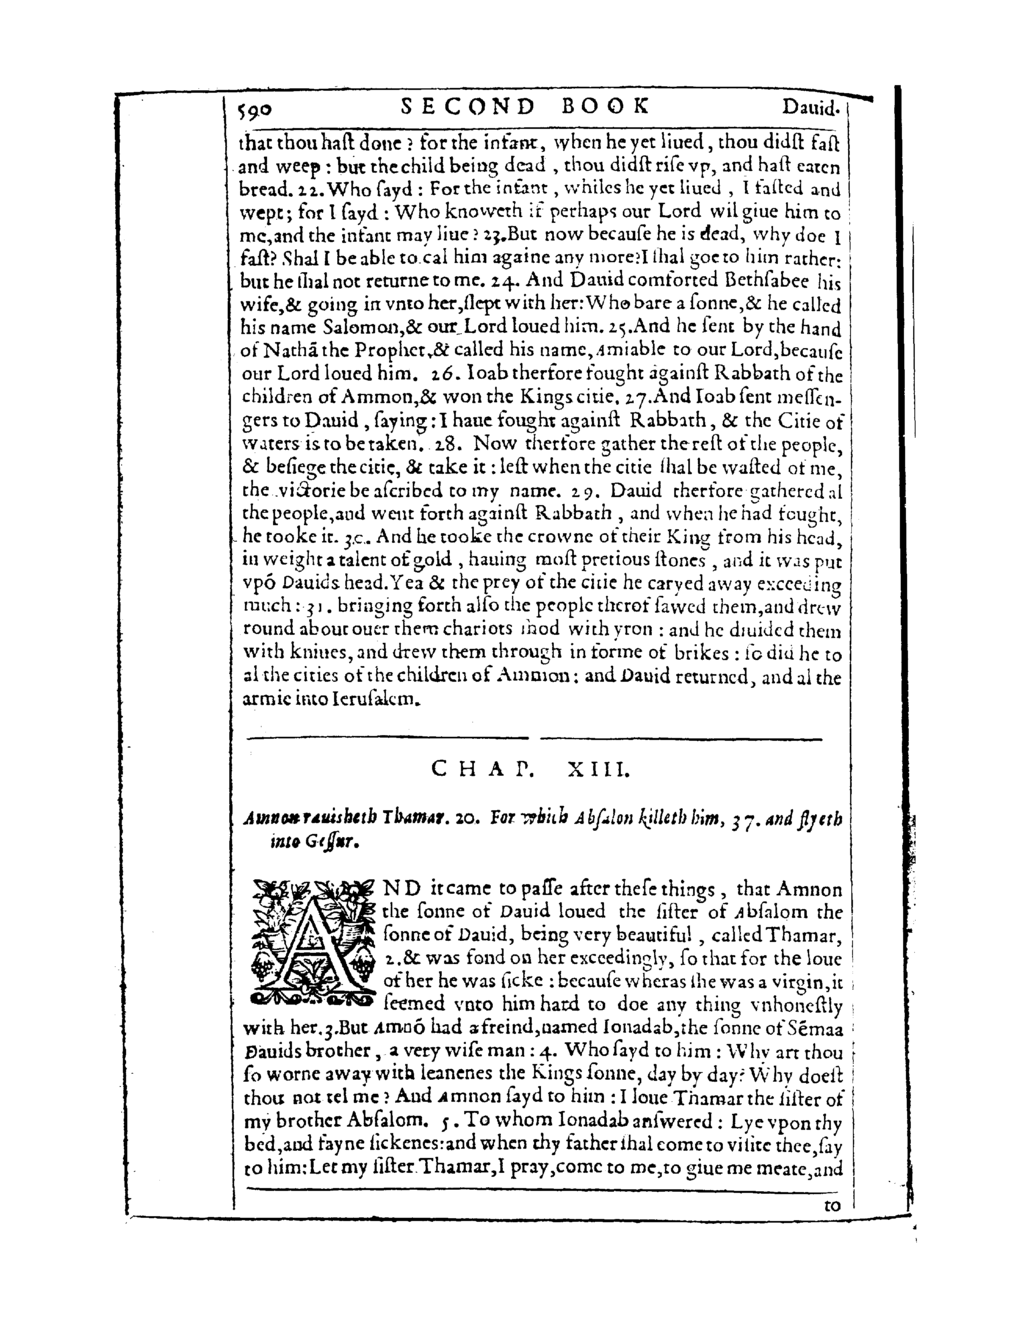 590 SECOND BOOK Dauid.
that thou haſt done ? for the infant, when he yet liued, thou didſt faſt
and weep : but the child being dead, thou didſt riſe vp, and haſt eaten
bread. 22. Who ſayd : For the infant, whiles he yet liued, I faſted and
wept; for I ſayd : Who knoweth if perhaps our Lord wil giue him to
me, and the infant may liue ? 23. But now becauſe he is dead, why doe I
faſt? Shal I be able to cal him againe any more? I ſhal goe to him rather:
but he ſhal not returne to me. 24. And Dauid comforted Bethſabee his
wife, & going in vnto her, ſlept with her: Who bare a ſonne, & he called
his name Salomon, & our Lord loued him. 25. And he ſent by the hand
of Nathã the Prophet, & called his name, Amiable to our Lord, becauſe
our Lord loued him. 26. Ioab therfore fought againſt Rabbath of the
children of Ammon, & won the Kings citie. 27. And Ioab ſent meſſen-
gers to Dauid, ſaying : I haue fought againſt Rabbath, & the Citie of
waters is to be taken. 28. Now therfore gather the reſt of the people,
& beſiege the citie, & take it : leſt when the citie ſhal be waſted of me,
the victorie be aſcribed to my name. 29. Dauid therfore gathered al
the people, and went forth againſt Rabbath, and when he had fought,
he tooke it. 30. And he tooke the crowne of their King from his head,
in weight a talent of gold, hauing moſt pretious ſtones, and it was put
vpõ Dauids head. Yea & the prey of the citie he caryed away exceeding
much : 31. bringing forth alſo the people therof ſawed them, and drew
round about ouer them chariots ſhod with yron : and he diuided them
with kniues, and drew them through in forme of brikes : ſo did he to
al the cities of the children of Ammon : and Dauid returned, and al the
armie into Ieruſalem.
CHAP. XIII.
Amnon rauisheth Thamar. 20. For which Abſalon killeth him, 37. and flyeth
into Geſſur.
AND it came to paſſe after theſe things, that Amnon
the ſonne of Dauid loued the ſiſter of Abſalom the
ſonne of Dauid, being very beautiful, called Thamar,
2. & was fond on her exceedingly, ſo that for the loue
of her he was ſicke : becauſe wheras ſhe was a virgin, it
ſeemed vnto him hard to doe any thing vnhoneſtly
with her. 3. But Amnõ had a freind, named Ionadab, the ſonne of Sẽmaa
Dauids brother, a very wiſe man : 4. Who ſayd to him : Why art thou
ſo worne away with leanenes the Kings ſonne, day by day? Why doeſt
thou not tel me ? And Amnon ſayd to him : I loue Thamar the ſiſter of
my brother Abſalom. 5. To whom Ionadab anſwered : Lye vpon thy
bed, and fayne ſickenes: and when thy father ſhal come to viſite thee, ſay
to him: Let my ſiſter Thamar, I pray, come to me, to giue me meate, and
to